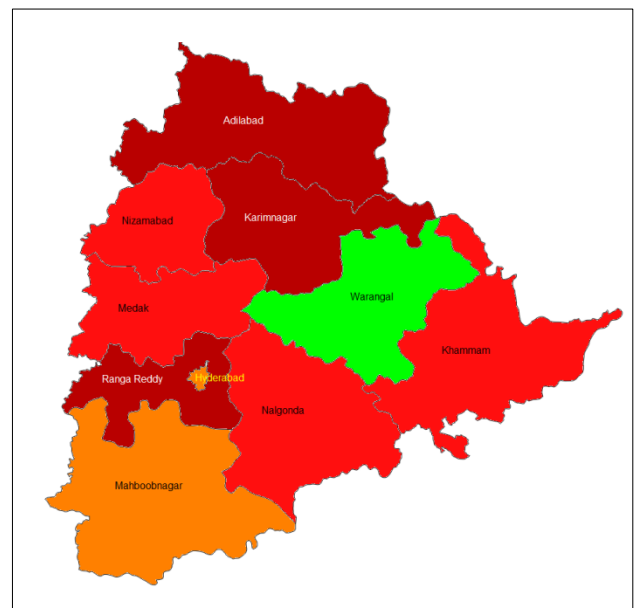 Adilabad
Nizamabad
Karimnagar
Warangal
Medak
Khammam
Ranga Reddy
Hyderabad
Nalgonda
Mahboobnagar